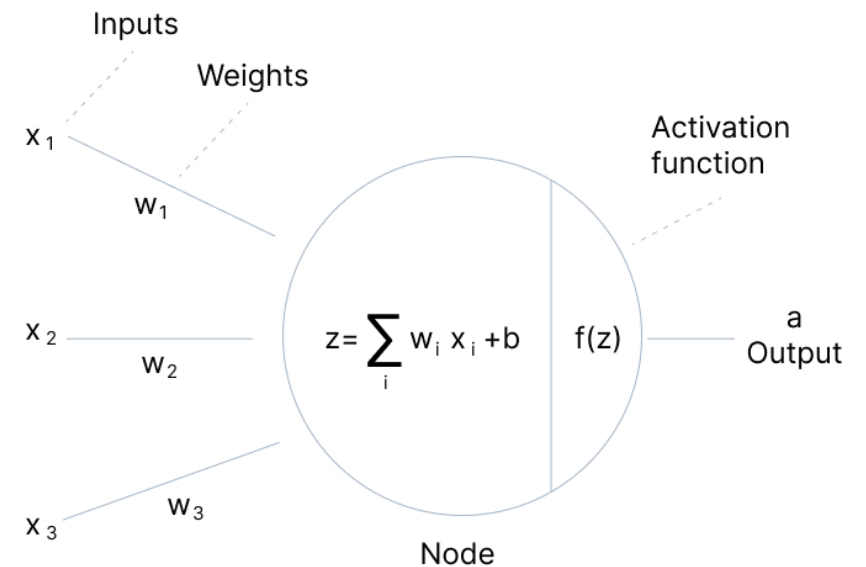 Inputs
Weights
x₁
w₁
Activation
function
x₂
w₂
z= ∑ wᵢ xᵢ +b
i
f(z)
a
Output
x₃
w₃
Node